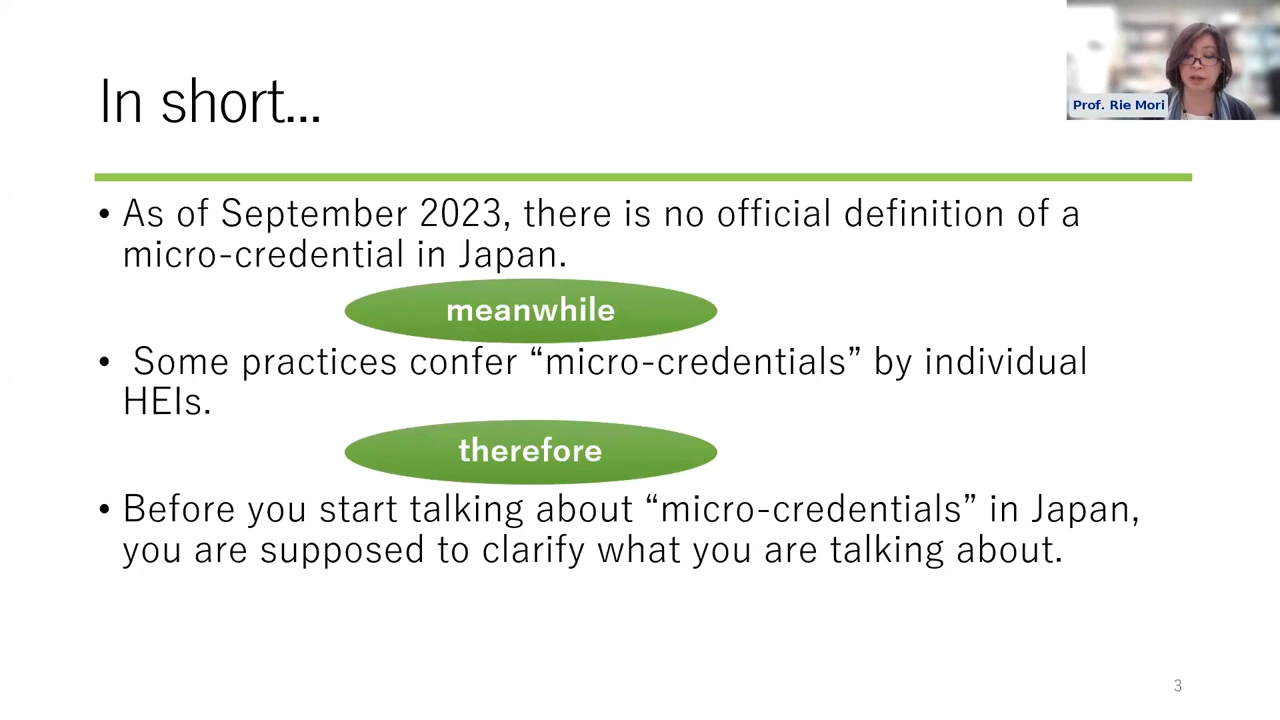 In short...
Prof. Rie Mori
• As of September 2023, there is no official definition of a
micro-credential in Japan.
meanwhile
• Some practices confer “micro-credentials” by individual
HEIs.
therefore
• Before you start talking about “micro-credentials” in Japan,
you are supposed to clarify what you are talking about.
3